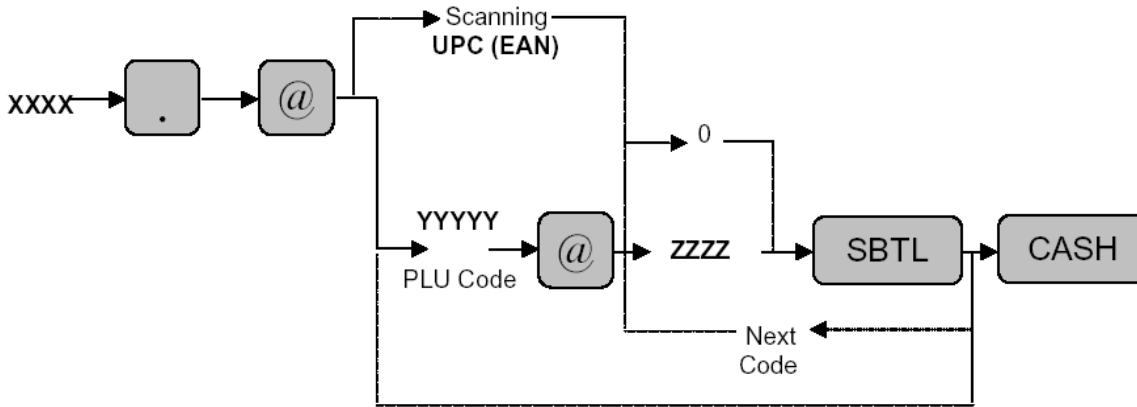 Scanning
UPC (EAN)
XXXX
.
@
0
YYYYY
PLU Code
@
ZZZZ
SBTL
CASH
Next
Code